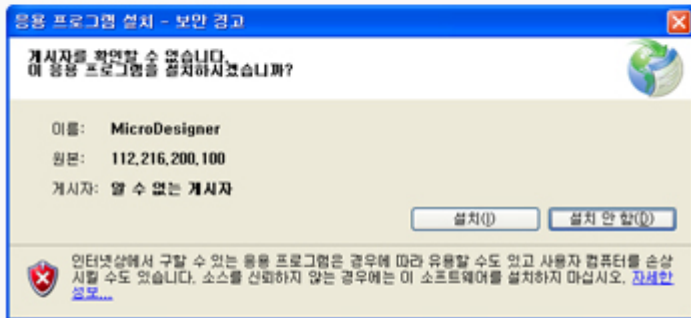 응용 프로그램 설치 - 보안 경고
게시자를 확인할 수 없습니다.
이 응용 프로그램을 설치하시겠습니까?
이름: MicroDesigner
원본: 112,216,200,100
게시자: 알 수 없는 게시자
설치(I) 설치 안 함(D)
인터넷상에서 구할 수 있는 응용 프로그램은 경우에 따라 유용할 수도 있고 사용자 컴퓨터를 손상
시킬 수도 있습니다. 소스를 신뢰하지 않는 경우에는 이 소프트웨어를 설치하지 마십시오. 자세한
정보...